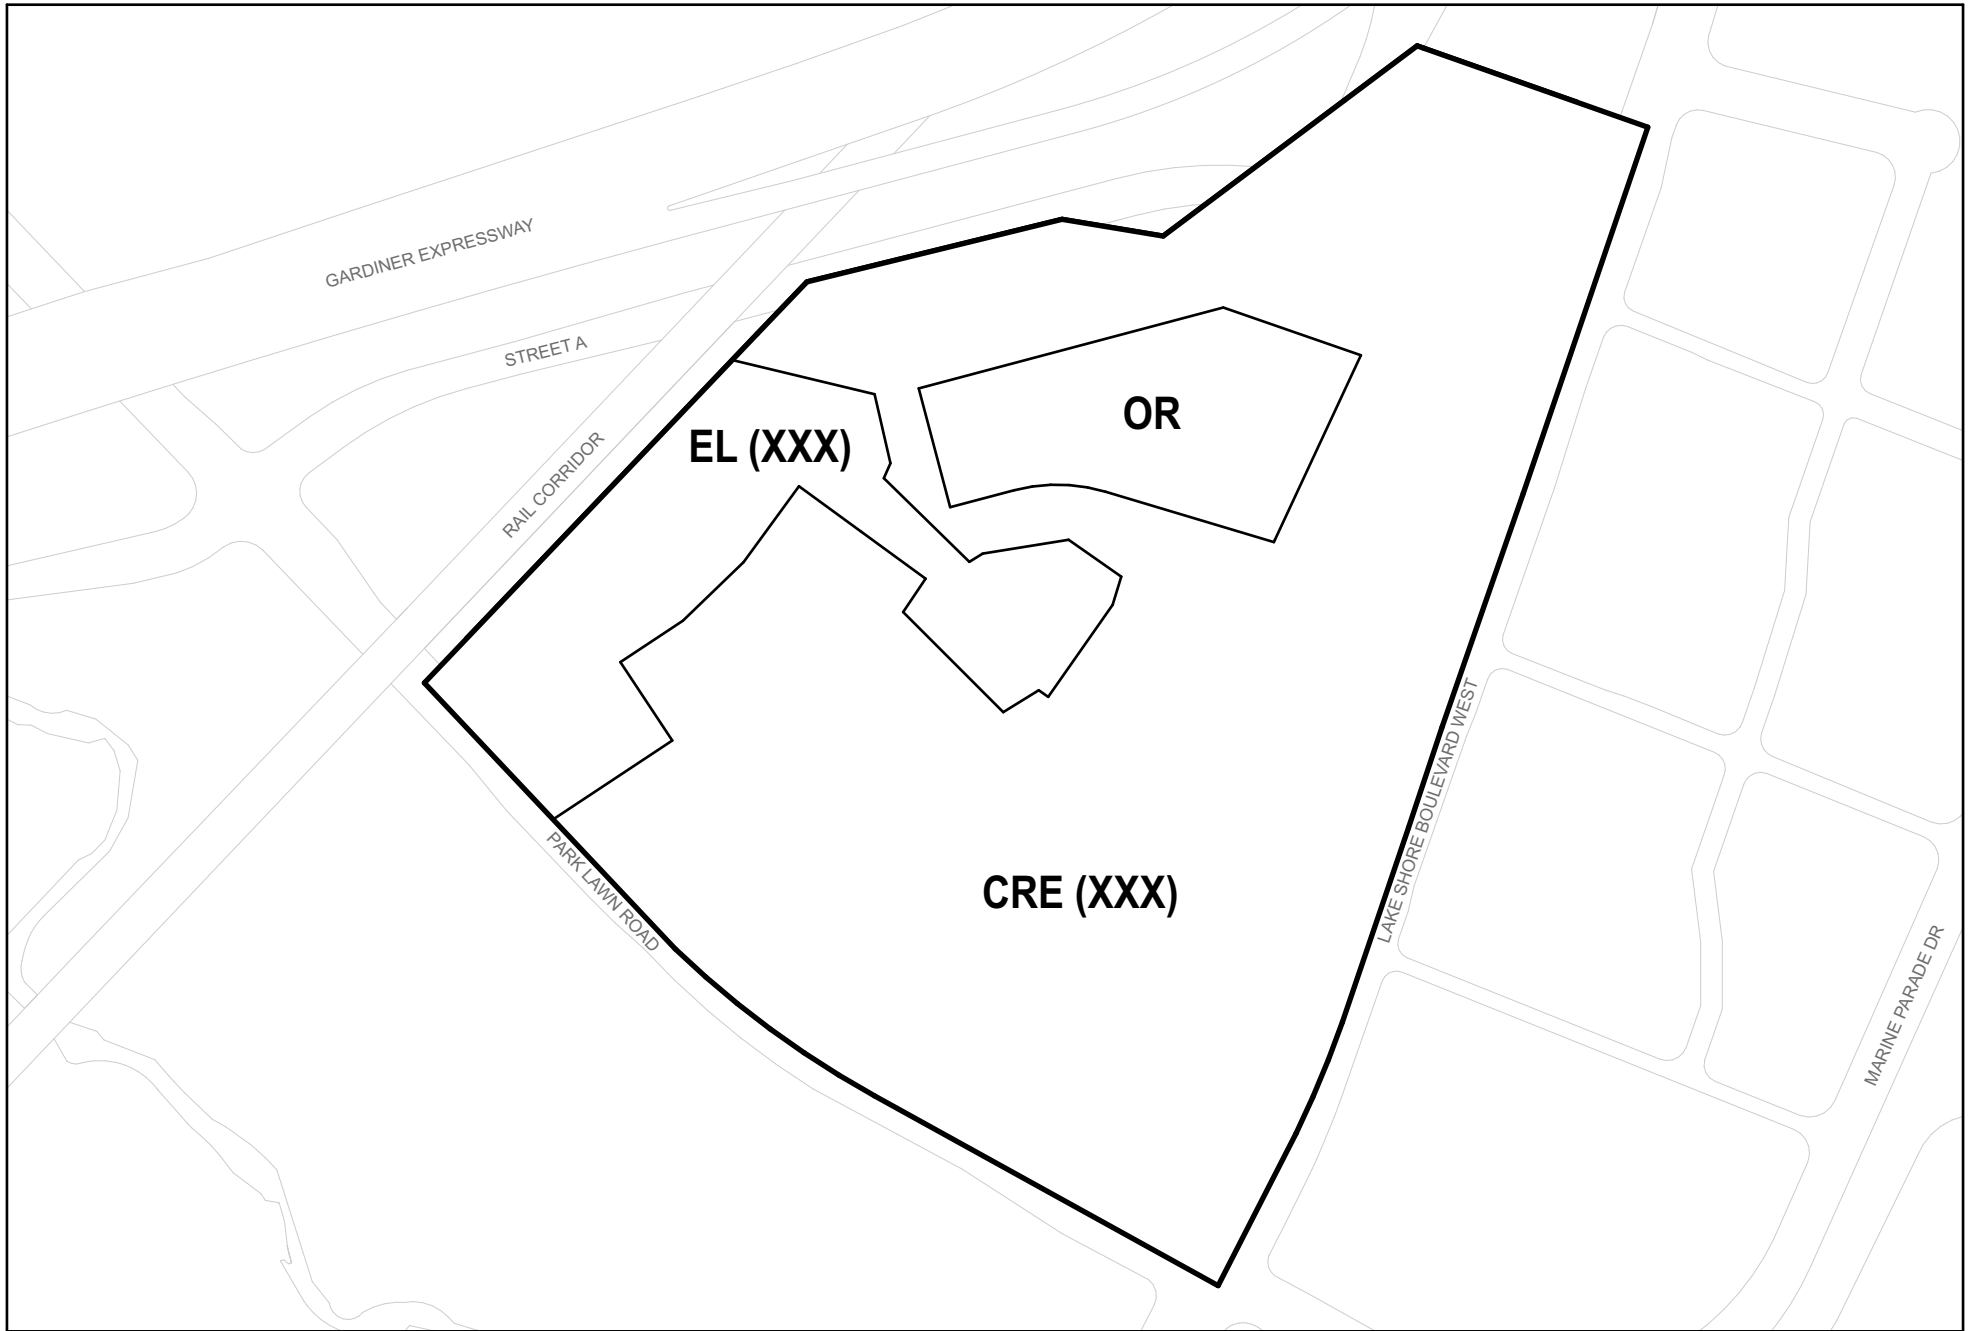 GARDINER EXPRESSWAY
STREET A
RAIL CORRIDOR
EL (XXX)
OR
CRE (XXX)
PARK LAWN ROAD
LAKE SHORE BOULEVARD WEST
MARINE PARADE DR